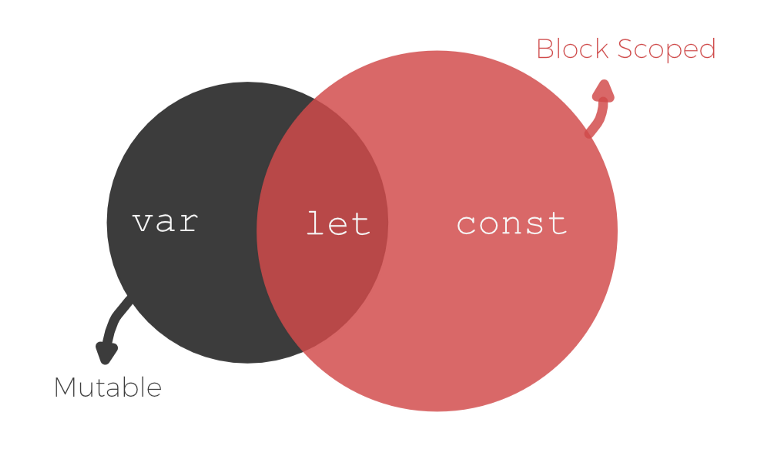 Block Scoped
var
let
const
Mutable